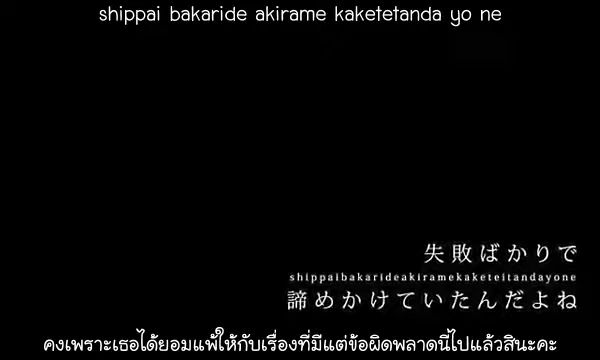 shippai bakaride akirame kaketetanda yo ne
失敗ばかりで
shippaibakarideakiramekaketeitandayone
諦めかけていたんだよね
คงเพราะเธอได้ยอมแพ้ให้กับเรื่องที่มีแต่ข้อผิดพลาดนี้ไปแล้วสินะคะ